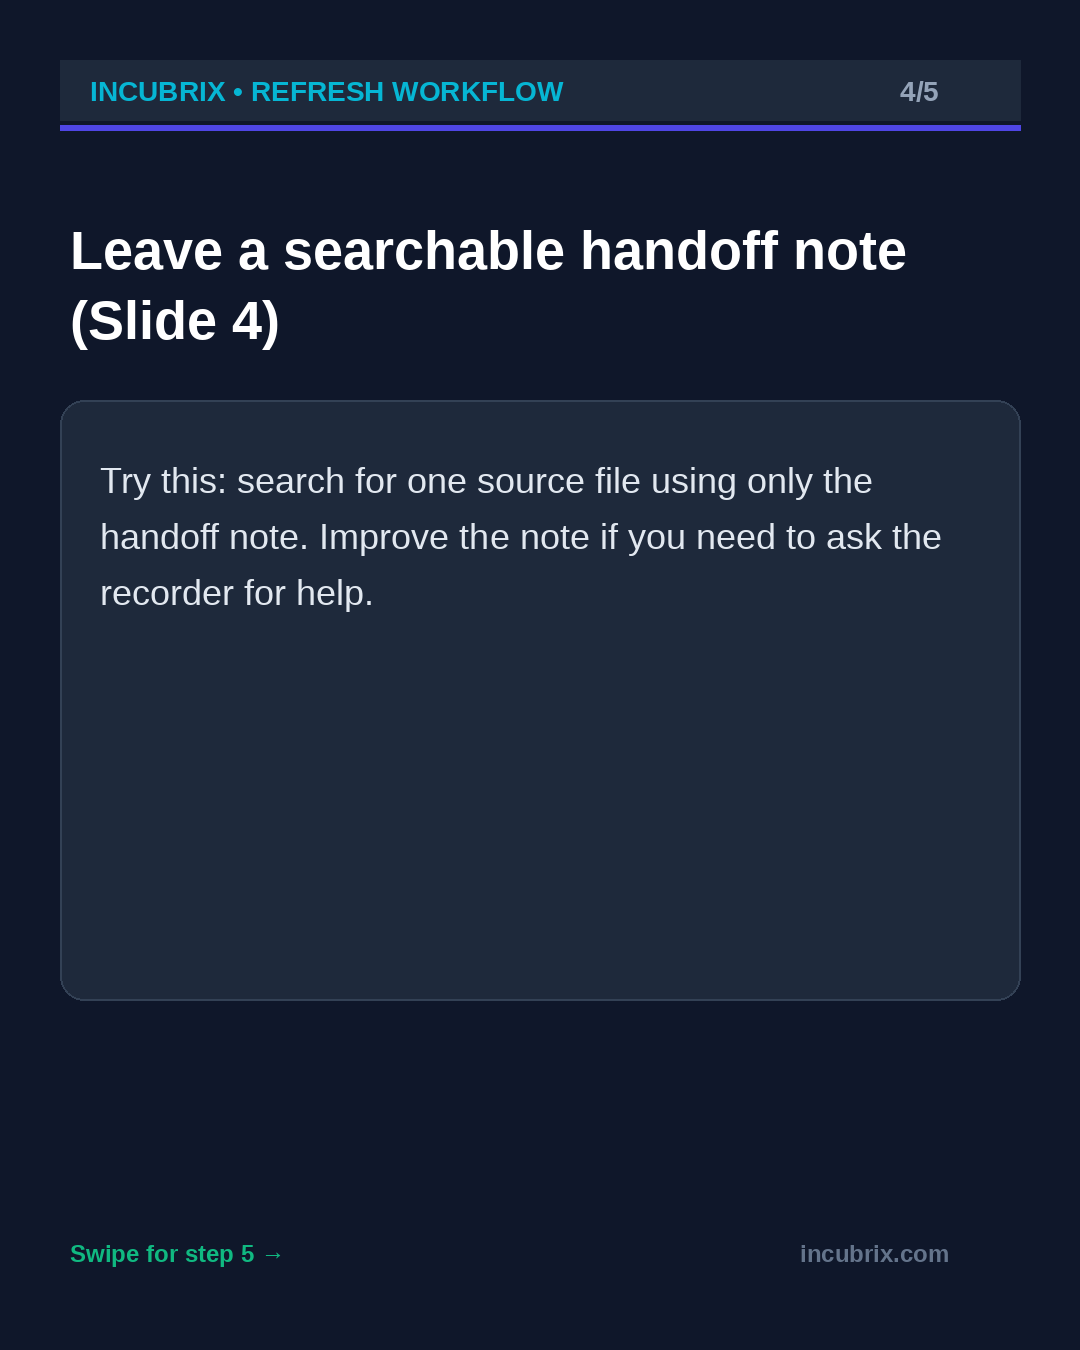 INCUBRIX • REFRESH WORKFLOW 4/5
Leave a searchable handoff note
(Slide 4)
Try this: search for one source file using only the
handoff note. Improve the note if you need to ask the
recorder for help.
Swipe for step 5 → incubrix.com